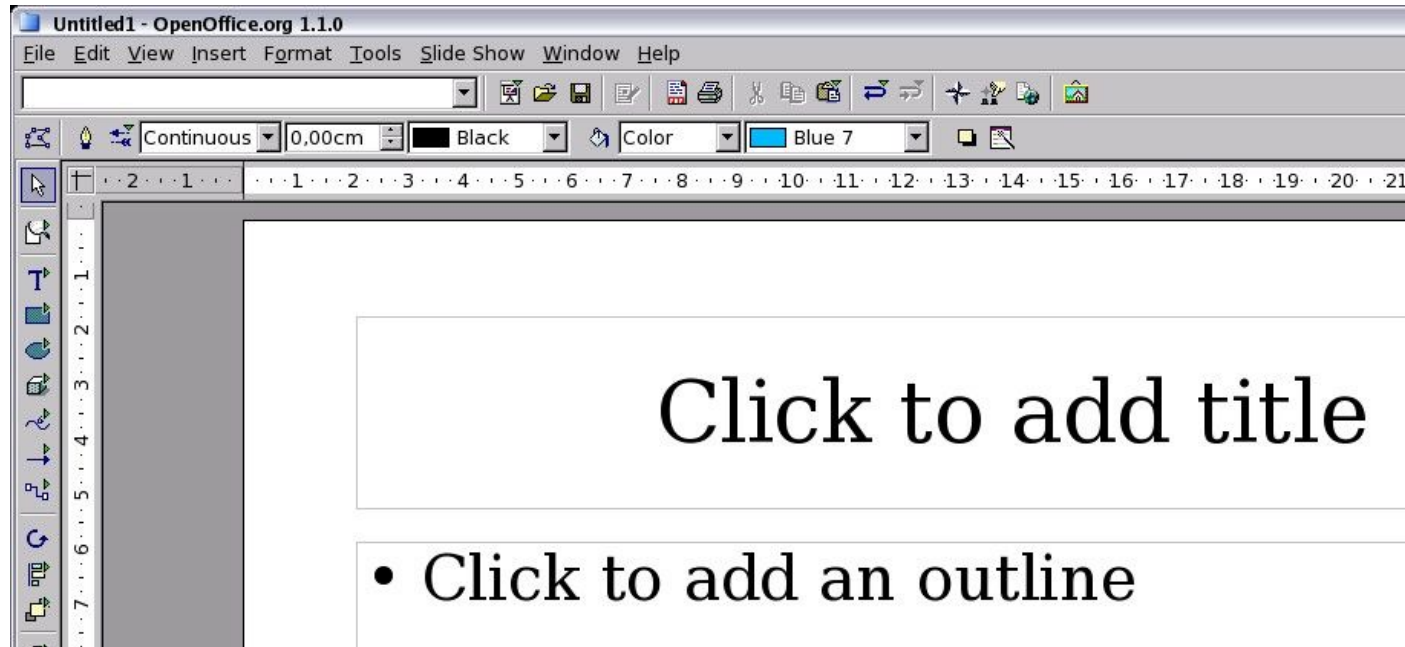 Untitled1 - OpenOffice.org 1.1.0
File Edit View Insert Format Tools Slide Show Window Help
Continuous 0,00cm Black Color Blue 7
2 1 1 2 3 4 5 6 7 8 9 10 11 12 13 14 15 16 17 18 19 20 21
1
2
3
4
5
6
7
Click to add title
• Click to add an outline